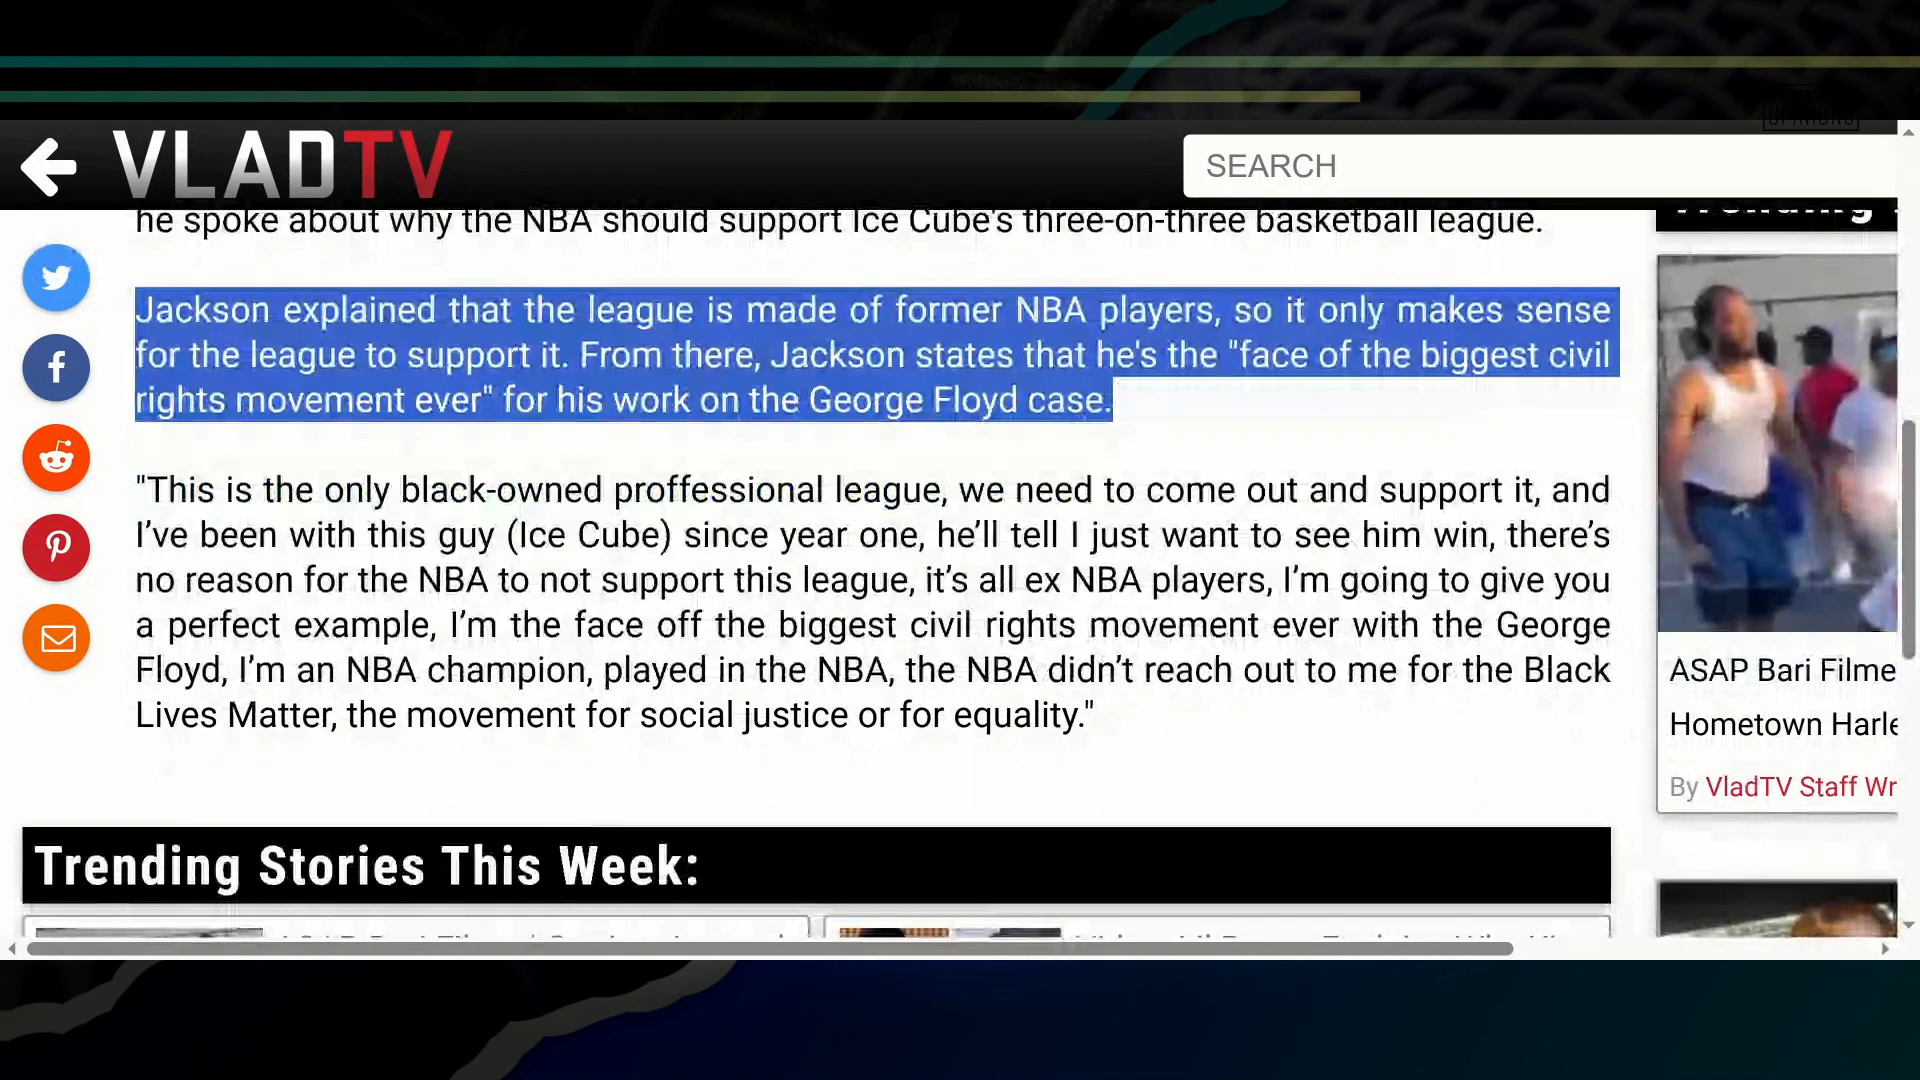 VLADTV
SEARCH
he spoke about why the NBA should support Ice Cube's three-on-three basketball league.
Jackson explained that the league is made of former NBA players, so it only makes sense
for the league to support it. From there, Jackson states that he's the "face of the biggest civil
rights movement ever" for his work on the George Floyd case.
"This is the only black-owned proffessional league, we need to come out and support it, and
I’ve been with this guy (Ice Cube) since year one, he’ll tell I just want to see him win, there’s
no reason for the NBA to not support this league, it’s all ex NBA players, I’m going to give you
a perfect example, I’m the face off the biggest civil rights movement ever with the George
Floyd, I’m an NBA champion, played in the NBA, the NBA didn’t reach out to me for the Black
Lives Matter, the movement for social justice or for equality."
Trending Stories This Week:
Trending
ASAP Bari Filme
Hometown Harle
By VladTV Staff Wr